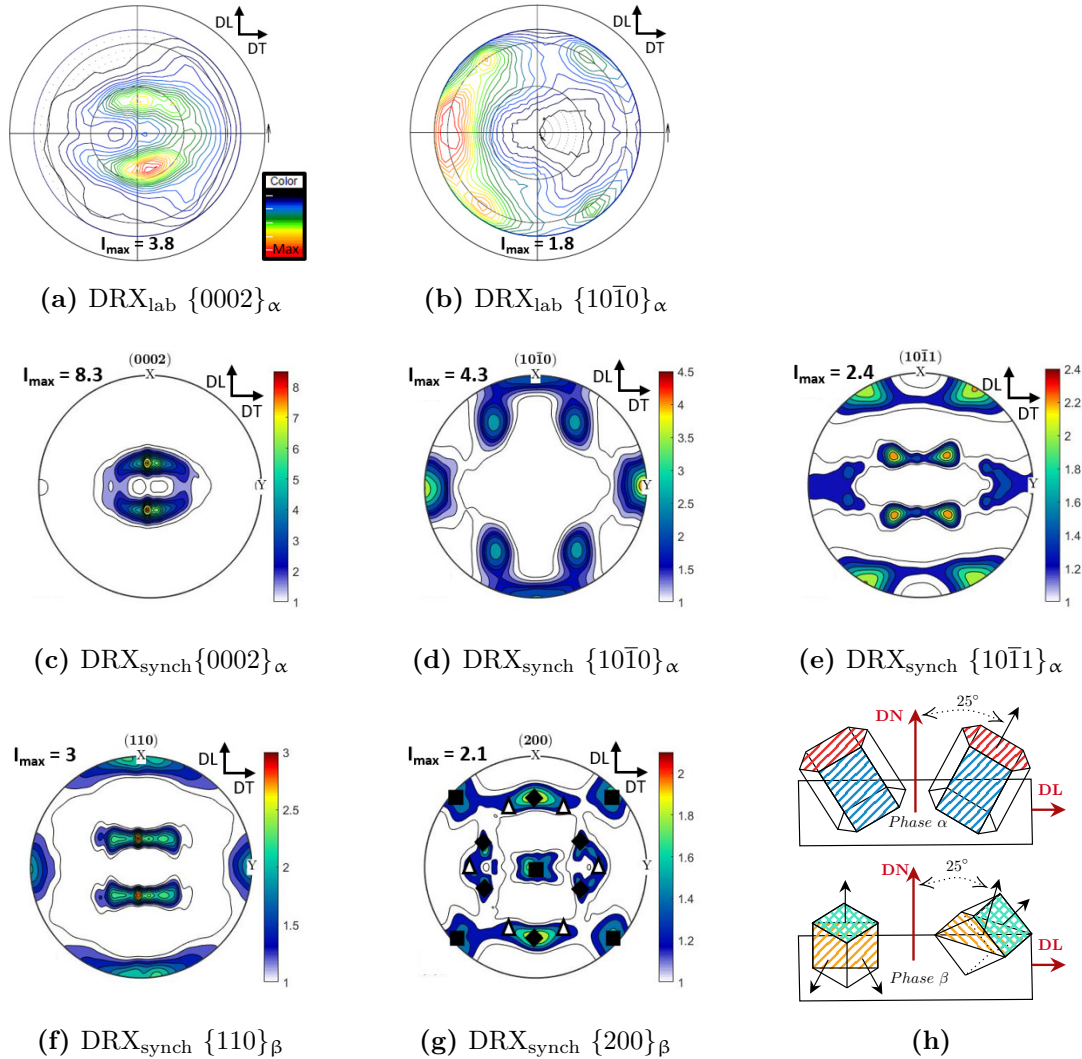 DL
DT
I_max = 3.8
Color
Max
DL
DT
I_max = 1.8
(a) DRX_lab {0002}_α
(b) DRX_lab {101̅0}_α
(0002)
X
I_max = 8.3
DL
DT
Y
8
7
6
5
4
3
2
1
(101̅0)
X
I_max = 4.3
DL
DT
Y
4.5
4
3.5
3
2.5
2
1.5
1
(101̅1)
X
I_max = 2.4
DL
DT
Y
2.4
2.2
2
1.8
1.6
1.4
1.2
1
(c) DRX_synch{0002}_α
(d) DRX_synch {101̅0}_α
(e) DRX_synch {101̅1}_α
(110)
X
I_max = 3
DL
DT
Y
3
2.5
2
1.5
1
(200)
X
I_max = 2.1
DL
DT
Y
2
1.8
1.6
1.4
1.2
1
25°
DN
DL
Phase α
25°
DN
DL
Phase β
(f) DRX_synch {110}_β
(g) DRX_synch {200}_β
(h)